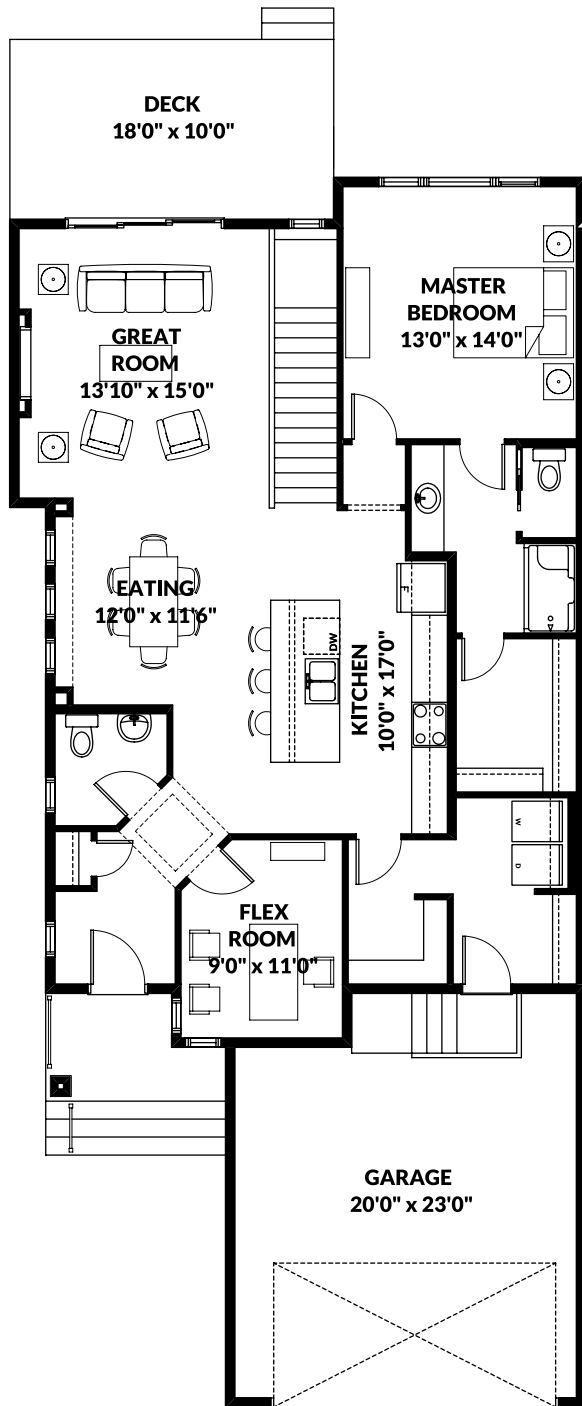 DECK
18'0" x 10'0"
MASTER
BEDROOM
13'0" x 14'0"
GREAT
ROOM
13'10" x 15'0"
EATING
12'0" x 11'6"
F
DW
KITCHEN
10'0" x 17'0"
W
D
FLEX
ROOM
9'0" x 11'0"
GARAGE
20'0" x 23'0"